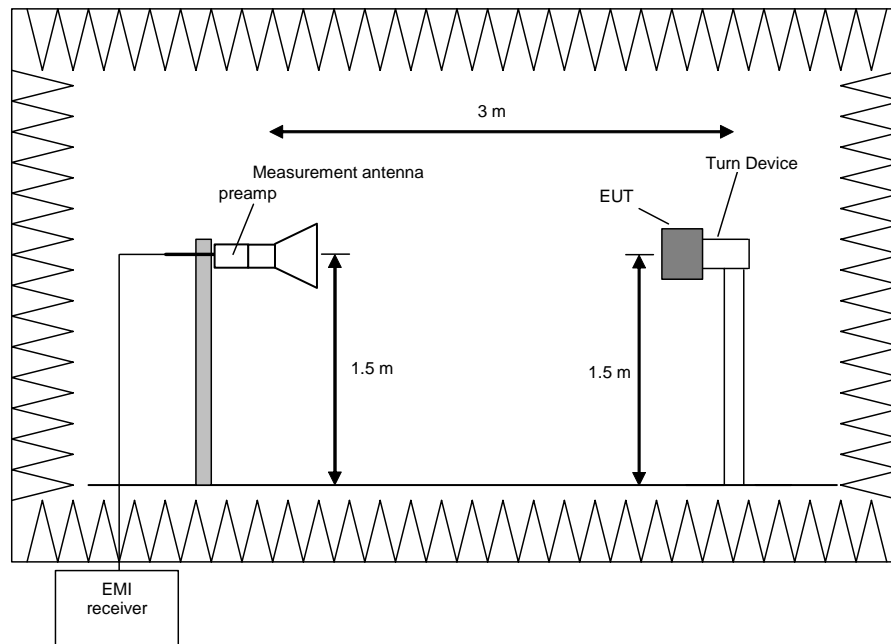 3 m
Measurement antenna
preamp
Turn Device
EUT
1.5 m
1.5 m
EMI
receiver